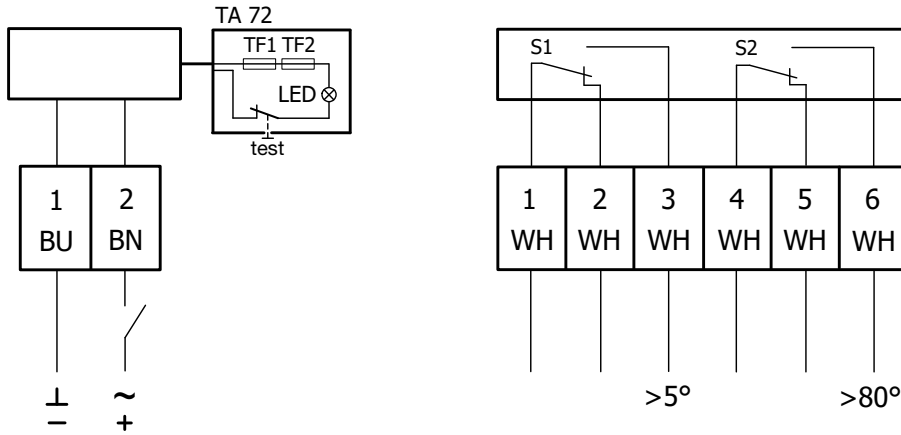 TA 72
TF1 TF2
LED
test
S1
S2
1
BU
2
BN
1
WH
2
WH
3
WH
4
WH
5
WH
6
WH
⊥
−
~
+
>5°
>80°